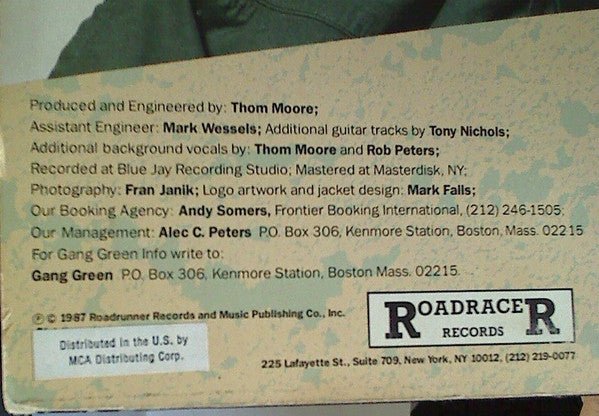 Produced and Engineered by: Thom Moore;
Assistant Engineer: Mark Wessels; Additional guitar tracks by Tony Nichols;
Additional background vocals by: Thom Moore and Rob Peters;
Recorded at Blue Jay Recording Studio; Mastered at Masterdisk, NY;
Photography: Fran Janik; Logo artwork and jacket design: Mark Fails;
Our Booking Agency: Andy Somers, Frontier Booking International, (212) 246-1505;
Our Management: Alec C. Peters P.O. Box 306, Kenmore Station, Boston, Mass. 02215
For Gang Green Info write to:
Gang Green P.O. Box 306, Kenmore Station, Boston Mass. 02215.
℗ © 1987 Roadrunner Records and Music Publishing Co., Inc.
Distributed in the U.S. by
MCA Distributing Corp.
ROADRACER
RECORDS
225 Lafayette St., Suite 709, New York, NY 10012, (212) 219-0077